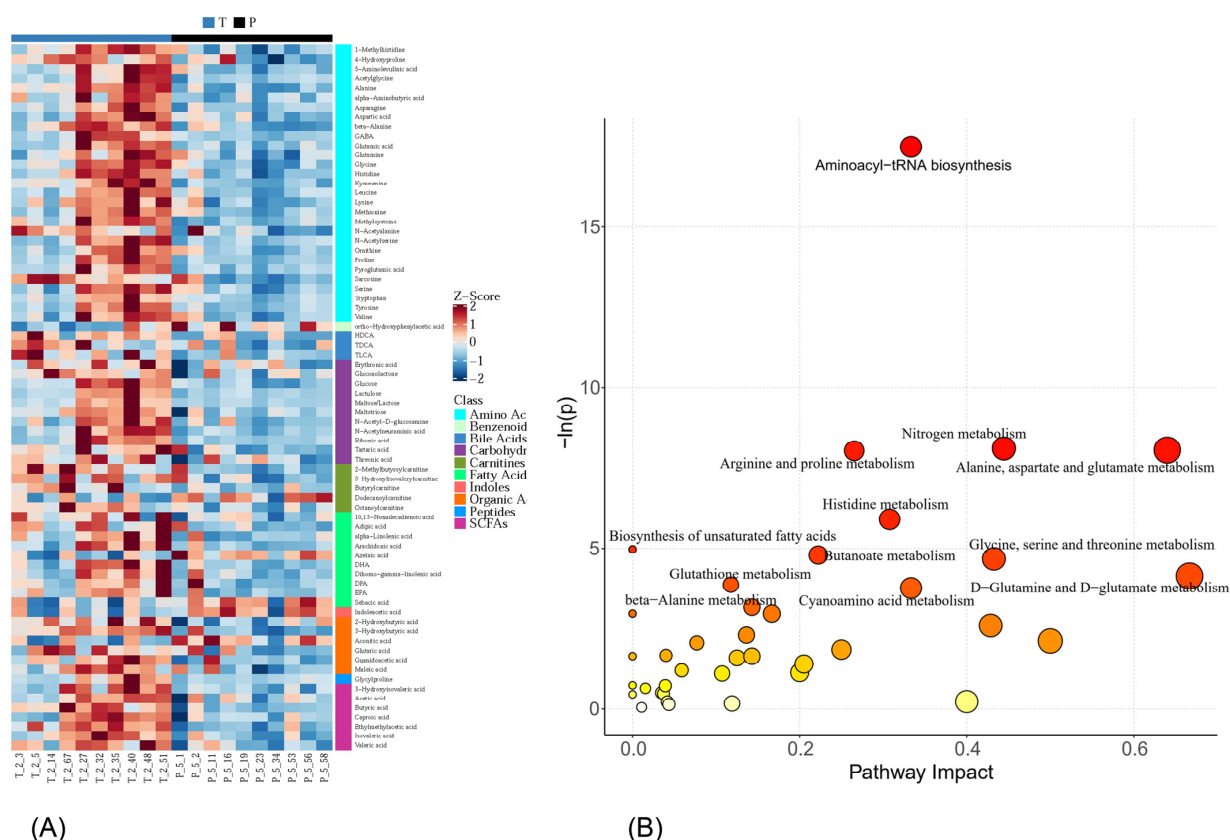 T P
1-Methylhistidine
4-Hydroxyproline
5-Aminolevulinic acid
Acetylglycine
Alanine
alpha-Aminobutyric acid
Asparagine
Aspartic acid
beta-Alanine
GABA
Glutamic acid
Glutamine
Glycine
Histidine
Kynurenine
Leucine
Lysine
Methionine
Methylcysteine
N-Acetyalanine
N-Acetylserine
Ornithine
Proline
Pyroglutamic acid
Sarcosine
Serine
Tryptophan
Tyrosine
Valine
ortho-Hydroxyphenylacetic acid
HDCA
TDCA
TLCA
Erythronic acid
Gluconolactone
Glucose
Lactulose
Maltose/Lactose
Maltotriose
N-Acetyl-D-glucosamine
N-Acetylneuraminic acid
Ribonic acid
Tartaric acid
Threonic acid
2-Methylbutyroylcarnitine
3-Hydroxylisovalerylcarnitine
Butyrylcarnitine
Dodecanoylcarnitine
Octanoylcarnitine
10,13-Nonadecadienoic acid
Adipic acid
alpha-Linolenic acid
Arachidonic acid
Azelaic acid
DHA
Dihomo-gamma-linolenic acid
DPA
EPA
Sebacic acid
Indoleacetic acid
2-Hydroxybutyric acid
3-Hydroxybutyric acid
Aconitic acid
Glutaric acid
Guanidoacetic acid
Maleic acid
Glycylproline
3-Hydroxyisovaleric acid
Acetic acid
Butyric acid
Caproic acid
Ethylmethylacetic acid
Isovaleric acid
Valeric acid
T_2_3 T_2_5 T_2_14 T_2_67 T_2_27 T_2_32 T_2_35 T_2_40 T_2_48 T_2_51 P_5_1 P_5_2 P_5_11 P_5_16 P_5_19 P_5_23 P_5_34 P_5_53 P_5_56 P_5_58
Z-Score
2
1
0
-1
-2
Class
Amino Ac
Benzenoid
Bile Acids
Carbohydr
Carnitines
Fatty Acid
Indoles
Organic A
Peptides
SCFAs
(A)
-ln(p)
15
10
5
0
Aminoacyl-tRNA biosynthesis
Nitrogen metabolism
Arginine and proline metabolism
Alanine, aspartate and glutamate metabolism
Histidine metabolism
Biosynthesis of unsaturated fatty acids
Butanoate metabolism
Glycine, serine and threonine metabolism
Glutathione metabolism
D-Glutamine and D-glutamate metabolism
beta-Alanine metabolism
Cyanoamino acid metabolism
0.0 0.2 0.4 0.6
Pathway Impact
(B)